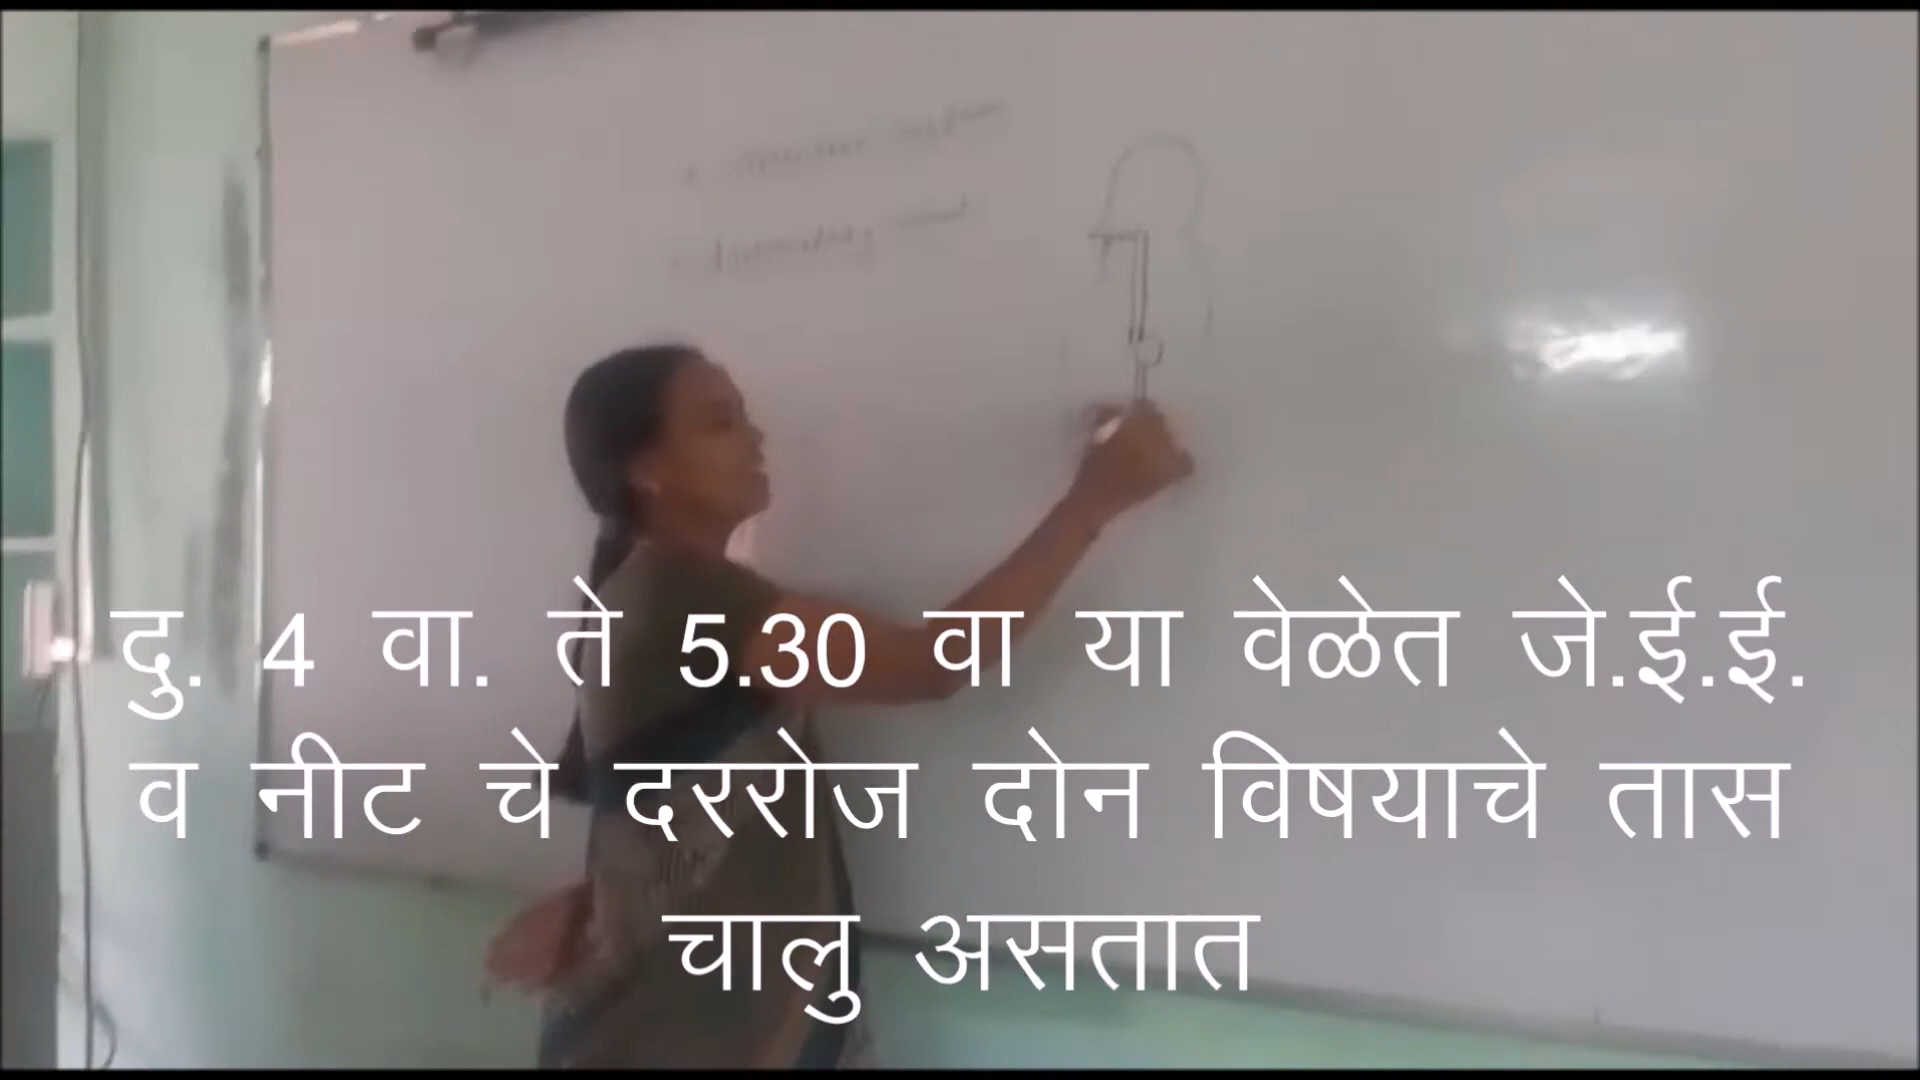 दु. 4 वा. ते 5.30 वा या वेळेत जे.ई.ई.
व नीट चे दररोज दोन विषयाचे तास
चालु असतात